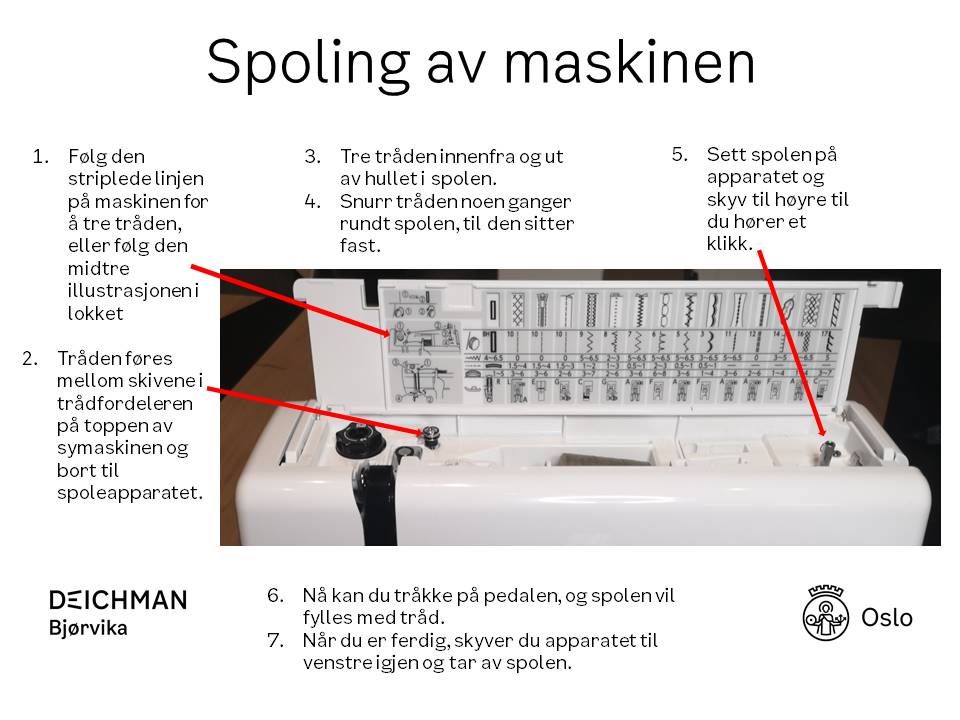 Spoling av maskinen
1. Følg den
striplede linjen
på maskinen for
å tre tråden,
eller følg den
midtre
illustrasjonen i
lokket
2. Tråden føres
mellom skivene i
trådfordeleren
på toppen av
symaskinen og
bort til
spoleapparatet.
3. Tre tråden innenfra og ut
av hullet i spolen.
4. Snurr tråden noen ganger
rundt spolen, til den sitter
fast.
5. Sett spolen på
apparatet og
skyv til høyre til
du hører et
klikk.
6. Nå kan du tråkke på pedalen, og spolen vil
fylles med tråd.
7. Når du er ferdig, skyver du apparatet til
venstre igjen og tar av spolen.
DEICHMAN
Bjørvika
Oslo